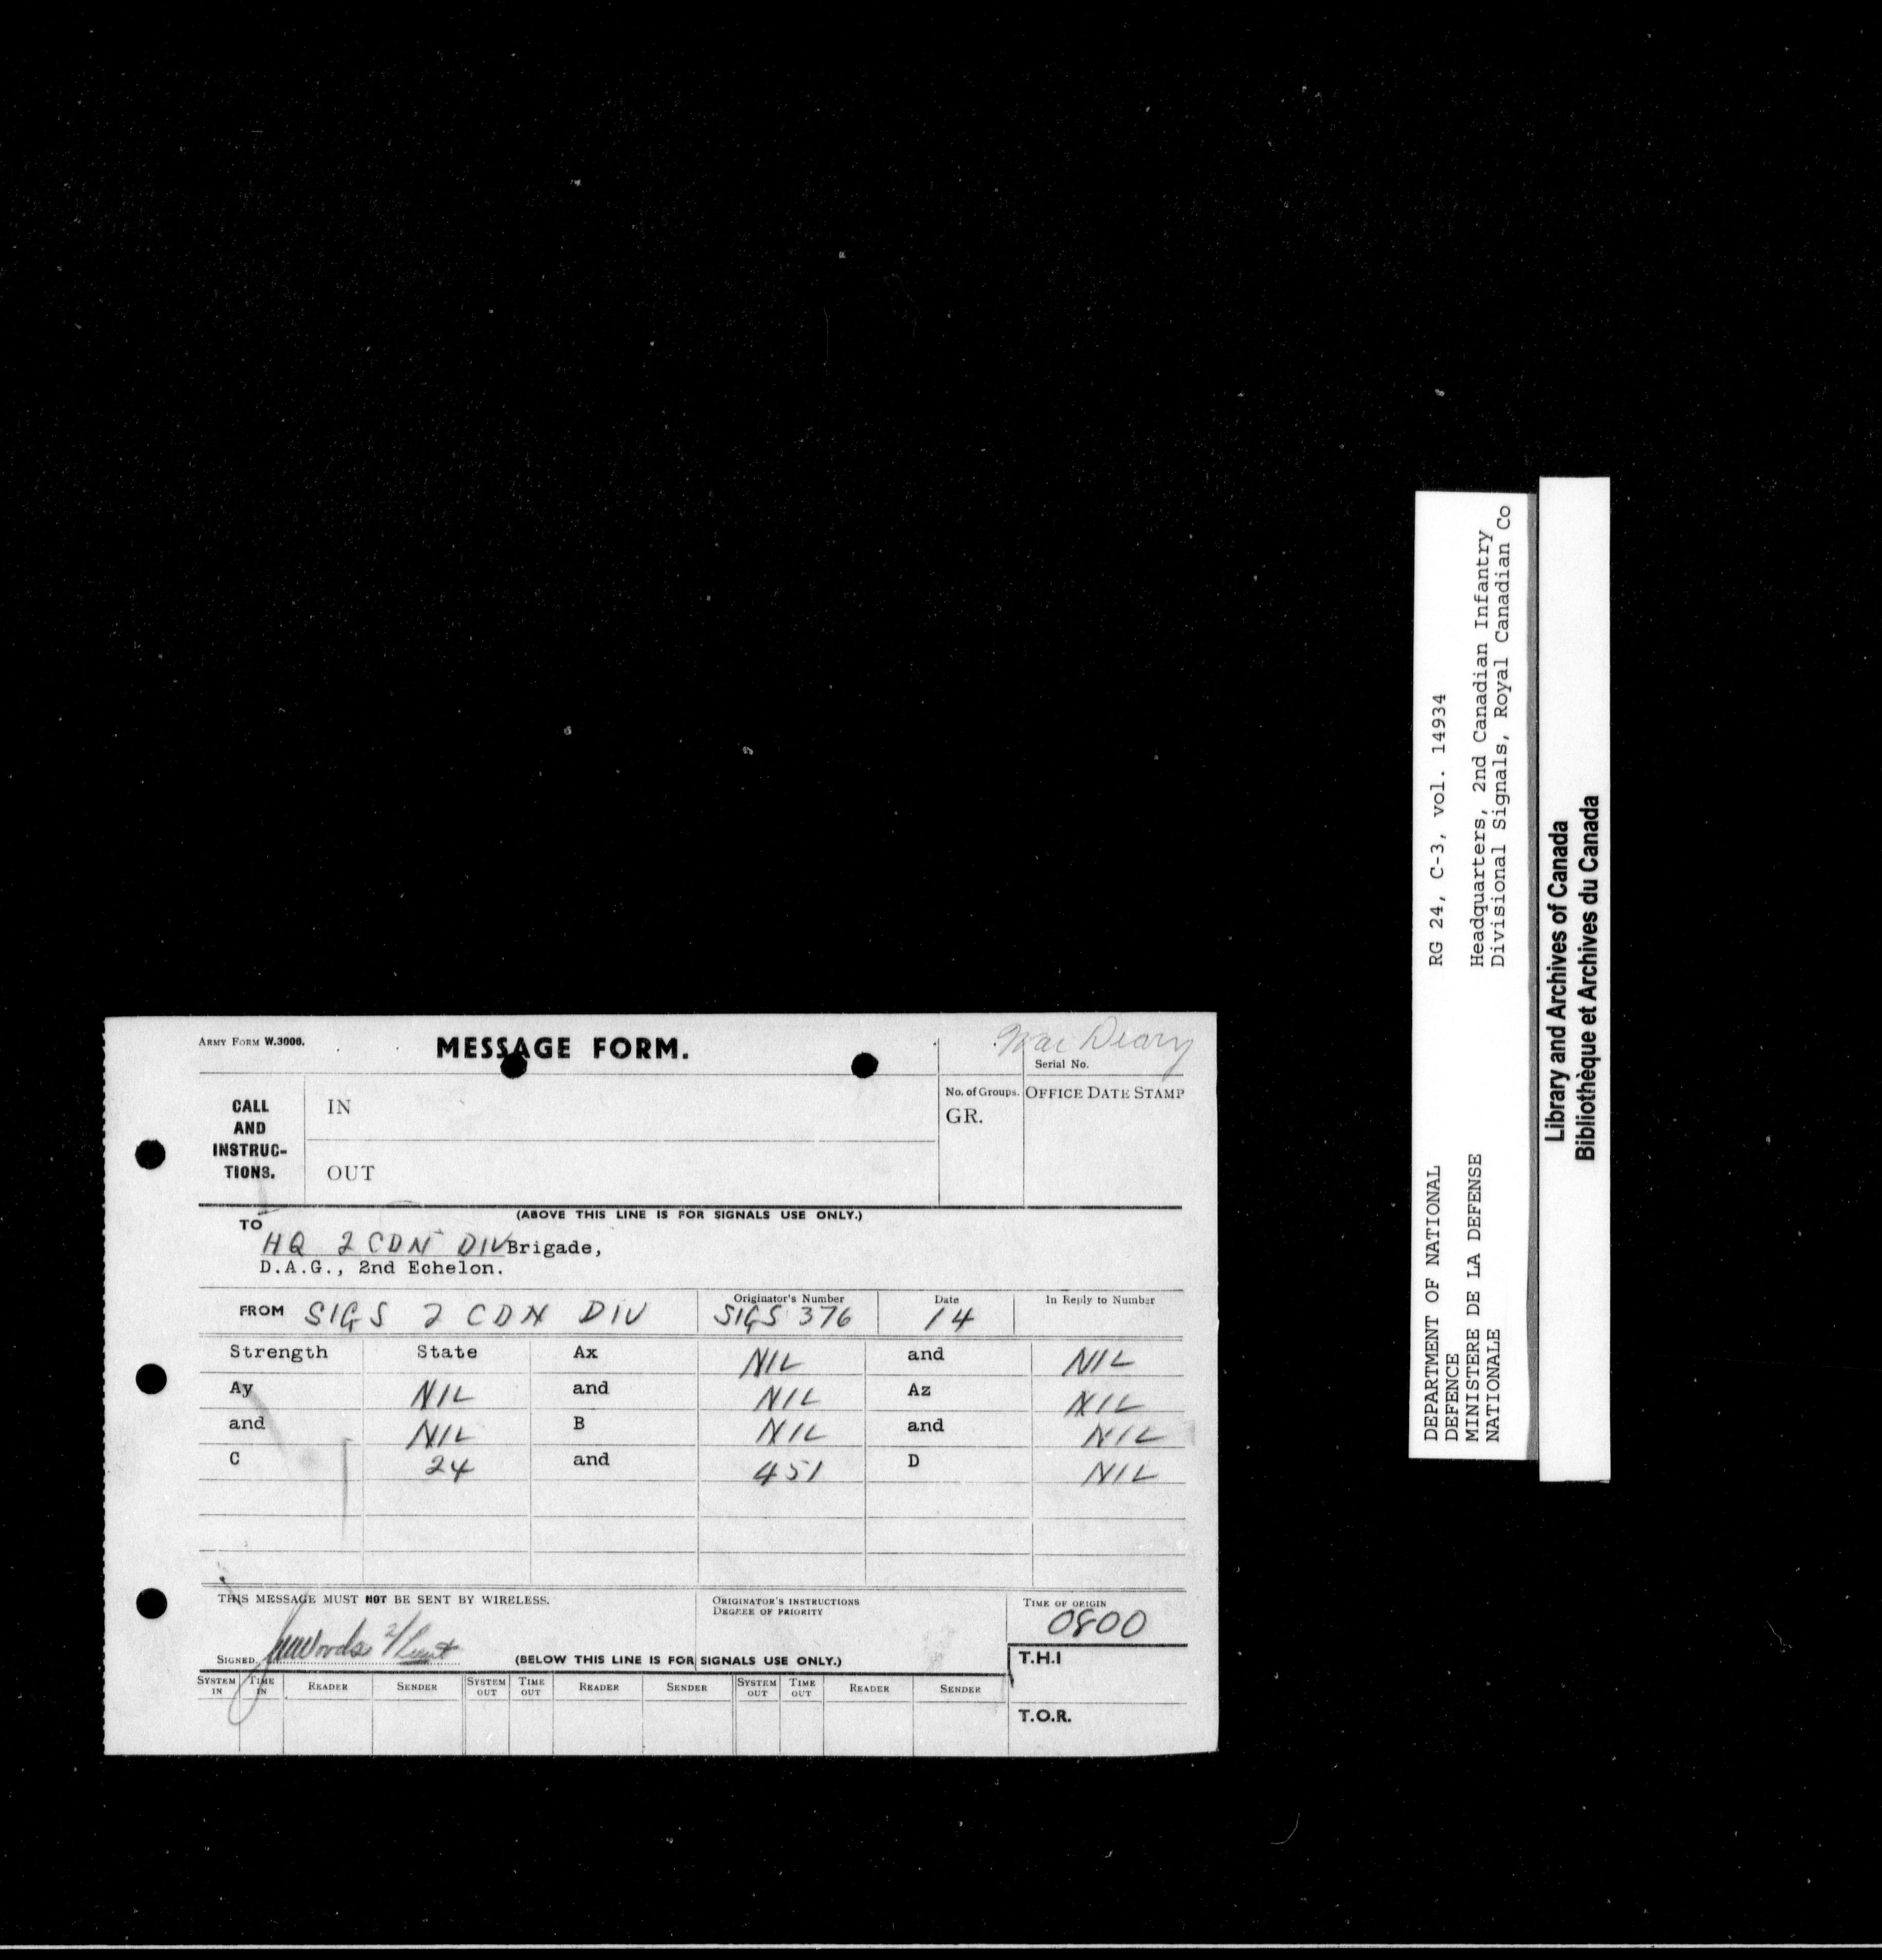 ARMY FORM W.3006.
MESSAGE FORM.
War Diary
Serial No.
CALL
AND
INSTRUC-
TIONS.
IN
OUT
No. of Groups.
GR.
OFFICE DATE STAMP
(ABOVE THIS LINE IS FOR SIGNALS USE ONLY.)
TO
HQ 2 CDN DIV Brigade,
D.A.G., 2nd Echelon.
FROM SIGS 2 CDN DIV
Originator's Number
SIGS 376
Date
14
In Reply to Number
Strength State Ax NIL and NIL
Ay NIL and NIL Az NIL
and NIL B NIL and NIL
C 24 and 451 D NIL
THIS MESSAGE MUST NOT BE SENT BY WIRELESS.
ORIGINATOR'S INSTRUCTIONS
DEGREE OF PRIORITY
TIME OF ORIGIN
0800
SIGNED Woods 2/Lieut
(BELOW THIS LINE IS FOR SIGNALS USE ONLY.)
T.H.I
SYSTEM IN TIME IN READER SENDER SYSTEM OUT TIME OUT READER SENDER SYSTEM OUT TIME OUT READER SENDER
T.O.R.
DEPARTMENT OF NATIONAL
DEFENCE
MINISTERE DE LA DEFENSE
NATIONALE
RG 24, C-3, vol. 14934
Headquarters, 2nd Canadian Infantry
Divisional Signals, Royal Canadian Co
Library and Archives of Canada
Bibliothèque et Archives du Canada